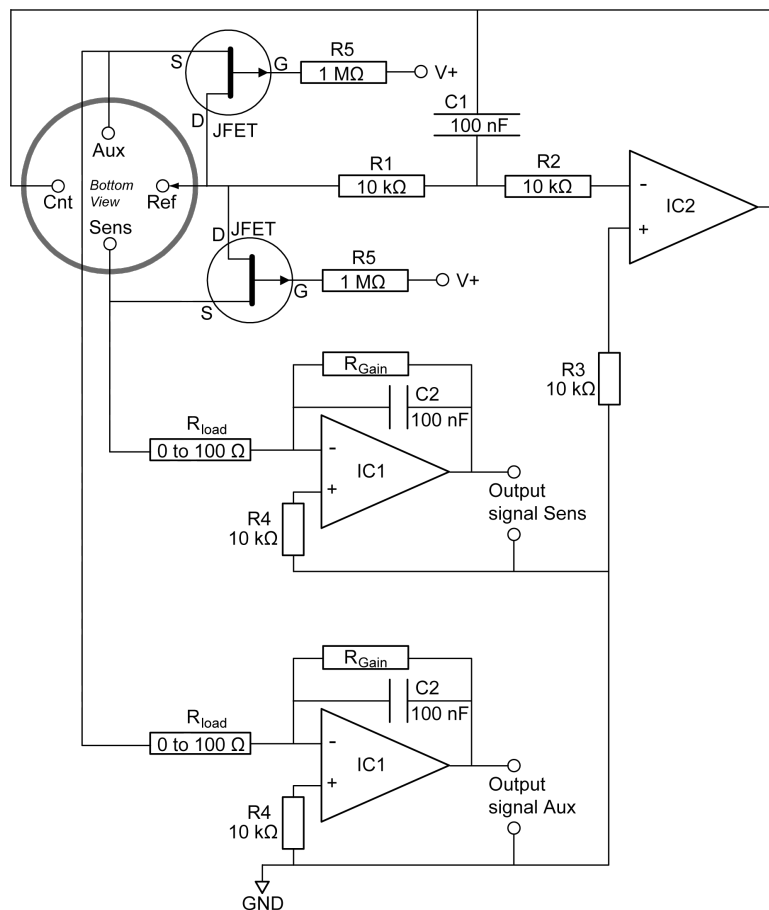 S
G
R5
1 MΩ
V+
D
JFET
C1
100 nF
Aux
Bottom
View
Cnt
Ref
Sens
R1
10 kΩ
R2
10 kΩ
-
+
IC2
D
JFET
S
G
R5
1 MΩ
V+
R3
10 kΩ
RGain
C2
100 nF
Rload
0 to 100 Ω
-
+
IC1
R4
10 kΩ
Output
signal Sens
RGain
C2
100 nF
Rload
0 to 100 Ω
-
+
IC1
R4
10 kΩ
Output
signal Aux
GND